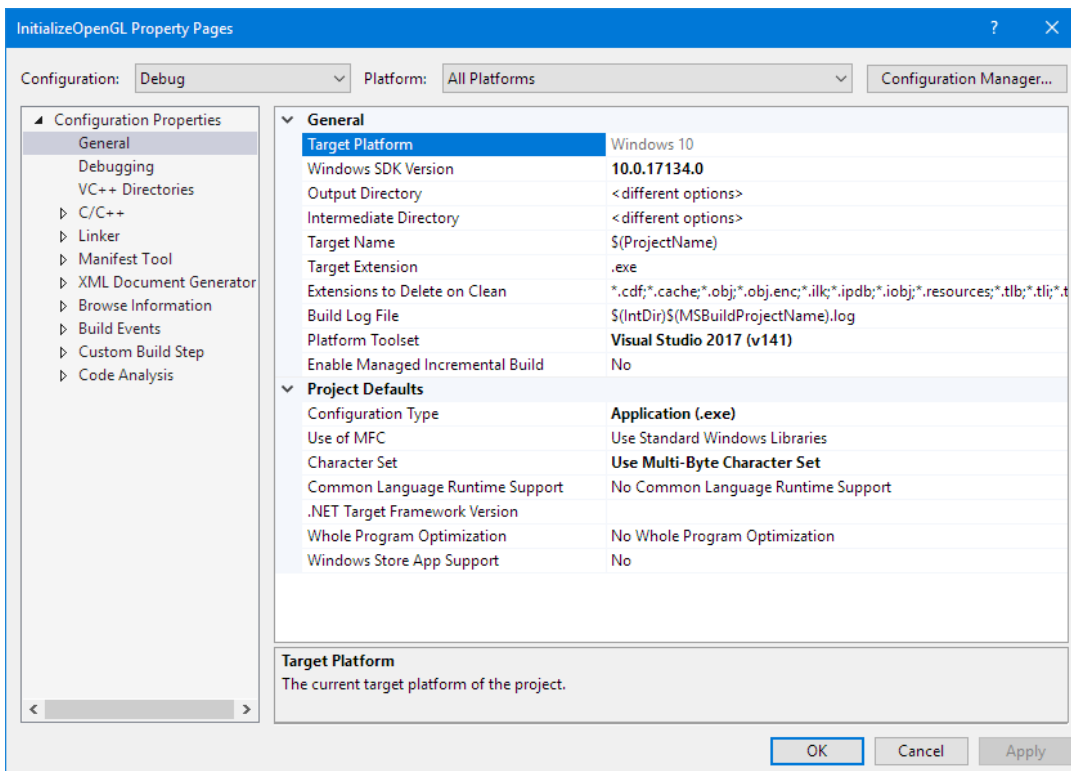 InitializeOpenGL Property Pages ? ×
Configuration: Debug Platform: All Platforms Configuration Manager...
Configuration Properties
General
Debugging
VC++ Directories
C/C++
Linker
Manifest Tool
XML Document Generator
Browse Information
Build Events
Custom Build Step
Code Analysis
General
Target Platform Windows 10
Windows SDK Version 10.0.17134.0
Output Directory <different options>
Intermediate Directory <different options>
Target Name $(ProjectName)
Target Extension .exe
Extensions to Delete on Clean *.cdf;*.cache;*.obj;*.obj.enc;*.ilk;*.ipdb;*.iobj;*.resources;*.tlb;*.tli;*.t
Build Log File $(IntDir)$(MSBuildProjectName).log
Platform Toolset Visual Studio 2017 (v141)
Enable Managed Incremental Build No
Project Defaults
Configuration Type Application (.exe)
Use of MFC Use Standard Windows Libraries
Character Set Use Multi-Byte Character Set
Common Language Runtime Support No Common Language Runtime Support
.NET Target Framework Version
Whole Program Optimization No Whole Program Optimization
Windows Store App Support No
Target Platform
The current target platform of the project.
OK Cancel Apply